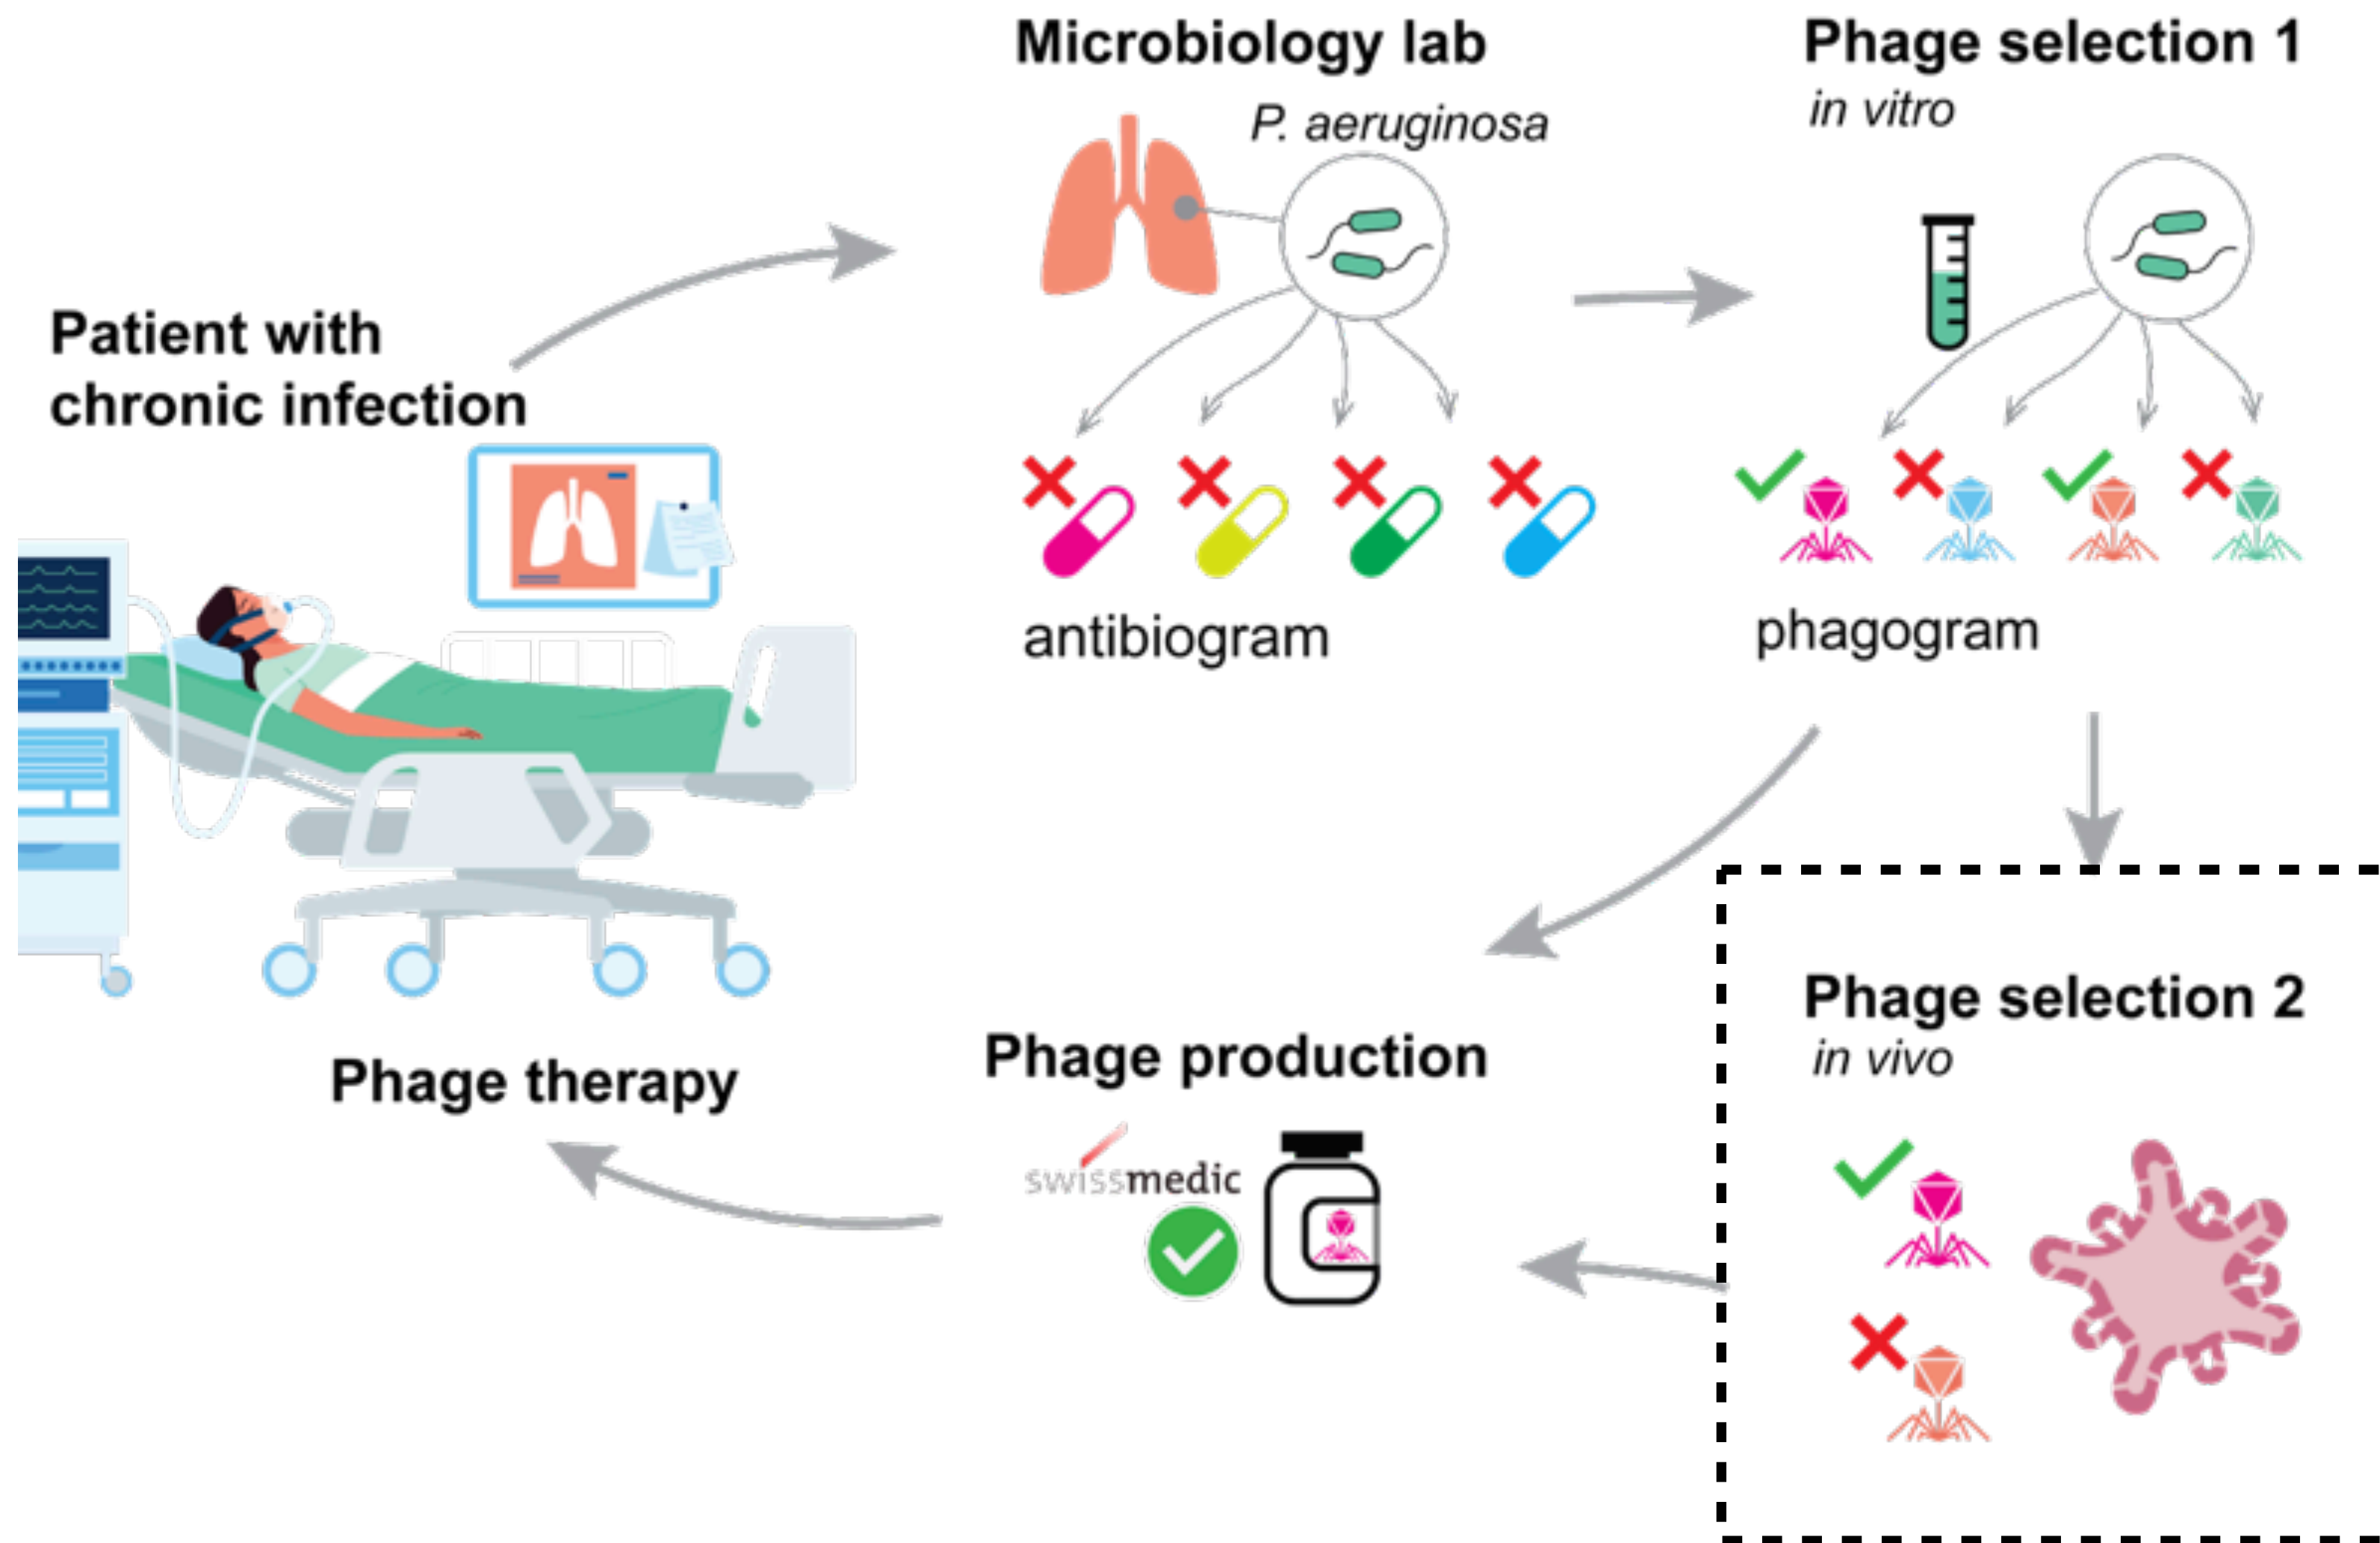 Microbiology lab
P. aeruginosa
antibiogram
Phage selection 1
in vitro
phagogram
Patient with
chronic infection
Phage selection 2
in vivo
Phage production
swissmedic
Phage therapy